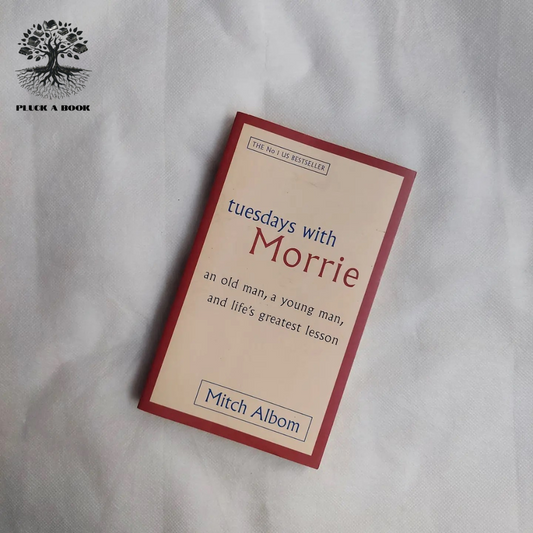 PLUCK A BOOK
THE No 1 US BESTSELLER
tuesdays with
Morrie
an old man, a young man,
and life's greatest lesson
Mitch Albom